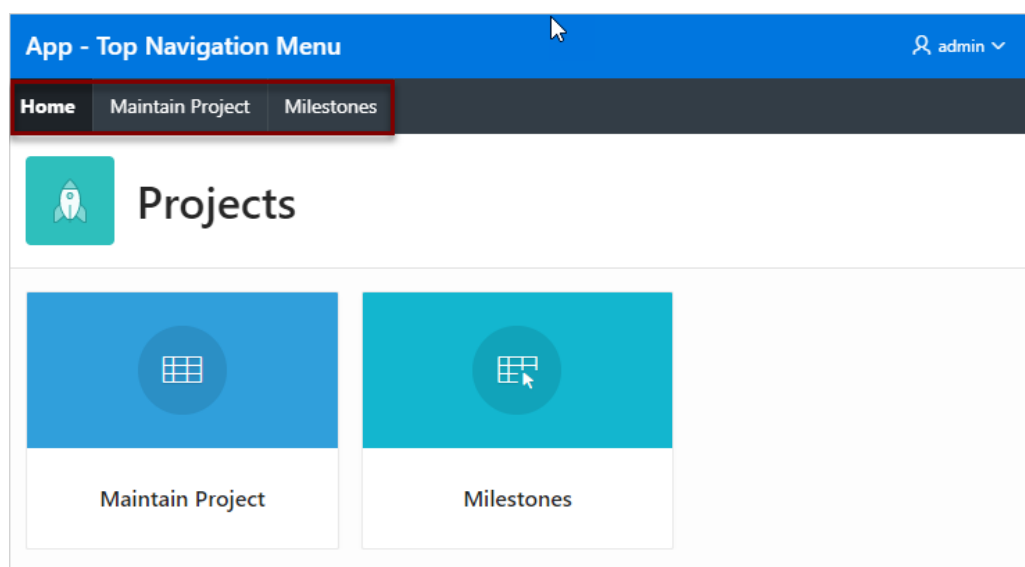 App - Top Navigation Menu admin
Home Maintain Project Milestones
Projects
Maintain Project Milestones